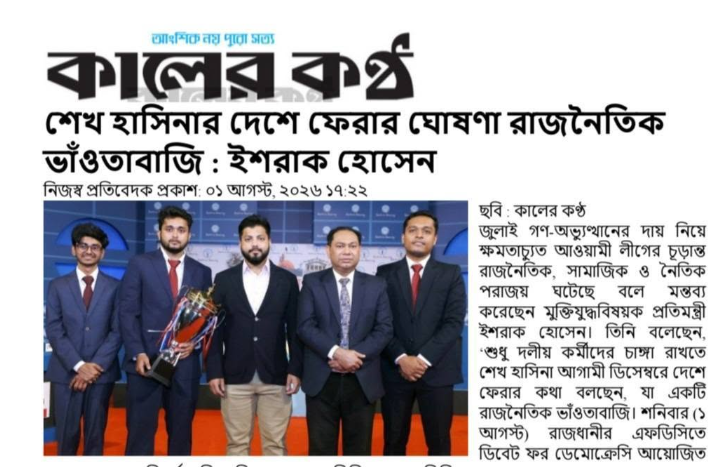 আংশিক নয় পুরো সত্য
কালের কণ্ঠ
শেখ হাসিনার দেশে ফেরার ঘোষণা রাজনৈতিক
ভাঁওতাবাজি : ইশরাক হোসেন
নিজস্ব প্রতিবেদক প্রকাশ: ০১ আগস্ট, ২০২৬ ১৭:২২
ছবি : কালের কণ্ঠ
জুলাই গণ-অভ্যুত্থানের দায় নিয়ে
ক্ষমতাচ্যুত আওয়ামী লীগের চূড়ান্ত
রাজনৈতিক, সামাজিক ও নৈতিক
পরাজয় ঘটেছে বলে মন্তব্য
করেছেন মুক্তিযুদ্ধবিষয়ক প্রতিমন্ত্রী
ইশরাক হোসেন। তিনি বলেছেন,
‘শুধু দলীয় কর্মীদের চাঙ্গা রাখতে
শেখ হাসিনা আগামী ডিসেম্বরে দেশে
ফেরার কথা বলছেন, যা একটি
রাজনৈতিক ভাঁওতাবাজি। শনিবার (১
আগস্ট) রাজধানীর এফডিসিতে
ডিবেট ফর ডেমোক্রেসি আয়োজিত